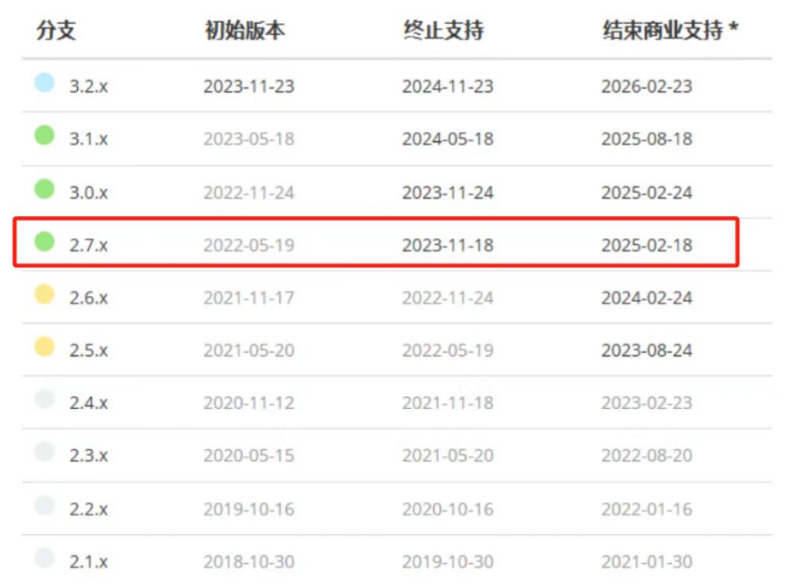 分支 初始版本 终止支持 结束商业支持 *
3.2.x 2023-11-23 2024-11-23 2026-02-23
3.1.x 2023-05-18 2024-05-18 2025-08-18
3.0.x 2022-11-24 2023-11-24 2025-02-24
2.7.x 2022-05-19 2023-11-18 2025-02-18
2.6.x 2021-11-17 2022-11-24 2024-02-24
2.5.x 2021-05-20 2022-05-19 2023-08-24
2.4.x 2020-11-12 2021-11-18 2023-02-23
2.3.x 2020-05-15 2021-05-20 2022-08-20
2.2.x 2019-10-16 2020-10-16 2022-01-16
2.1.x 2018-10-30 2019-10-30 2021-01-30